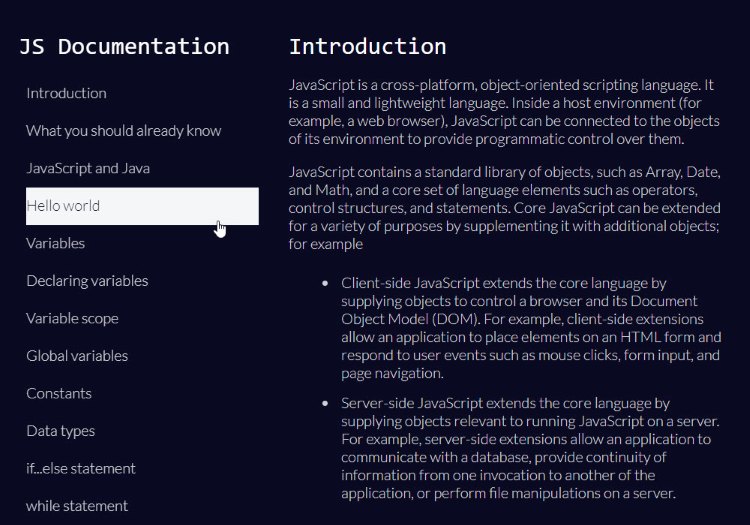 JS Documentation
Introduction
What you should already know
JavaScript and Java
Hello world
Variables
Declaring variables
Variable scope
Global variables
Constants
Data types
if...else statement
while statement
Introduction
JavaScript is a cross-platform, object-oriented scripting language. It
is a small and lightweight language. Inside a host environment (for
example, a web browser), JavaScript can be connected to the objects
of its environment to provide programmatic control over them.
JavaScript contains a standard library of objects, such as Array, Date,
and Math, and a core set of language elements such as operators,
control structures, and statements. Core JavaScript can be extended
for a variety of purposes by supplementing it with additional objects;
for example
• Client-side JavaScript extends the core language by
supplying objects to control a browser and its Document
Object Model (DOM). For example, client-side extensions
allow an application to place elements on an HTML form and
respond to user events such as mouse clicks, form input, and
page navigation.
• Server-side JavaScript extends the core language by
supplying objects relevant to running JavaScript on a server.
For example, server-side extensions allow an application to
communicate with a database, provide continuity of
information from one invocation to another of the
application, or perform file manipulations on a server.